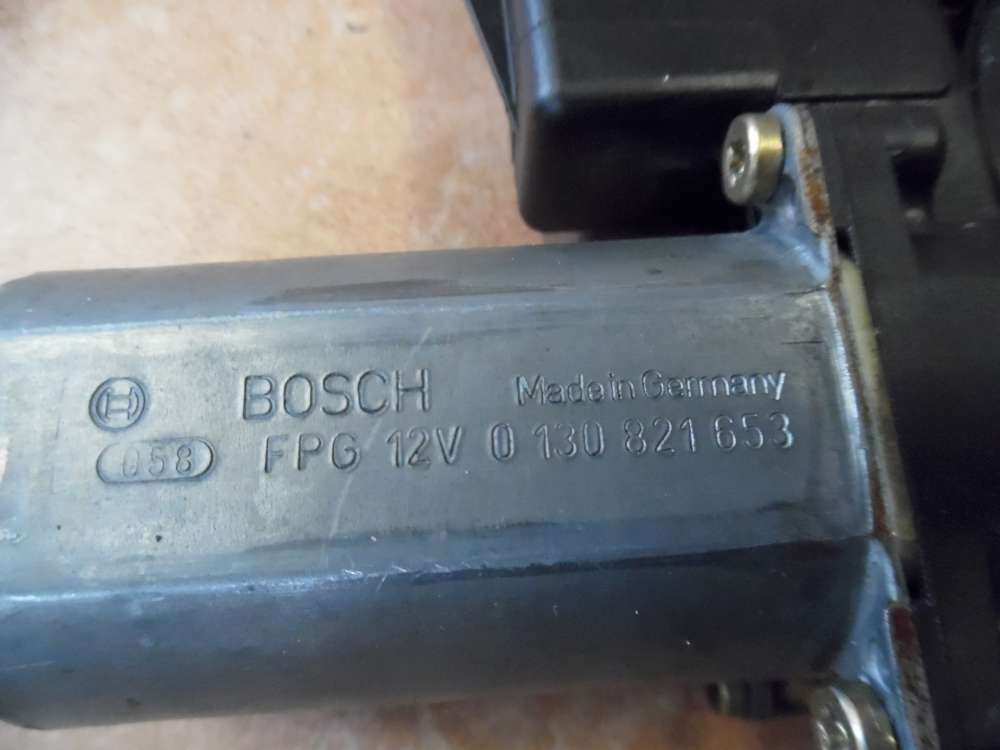 BOSCH Made in Germany
058 FPG 12V 0 130 821 653